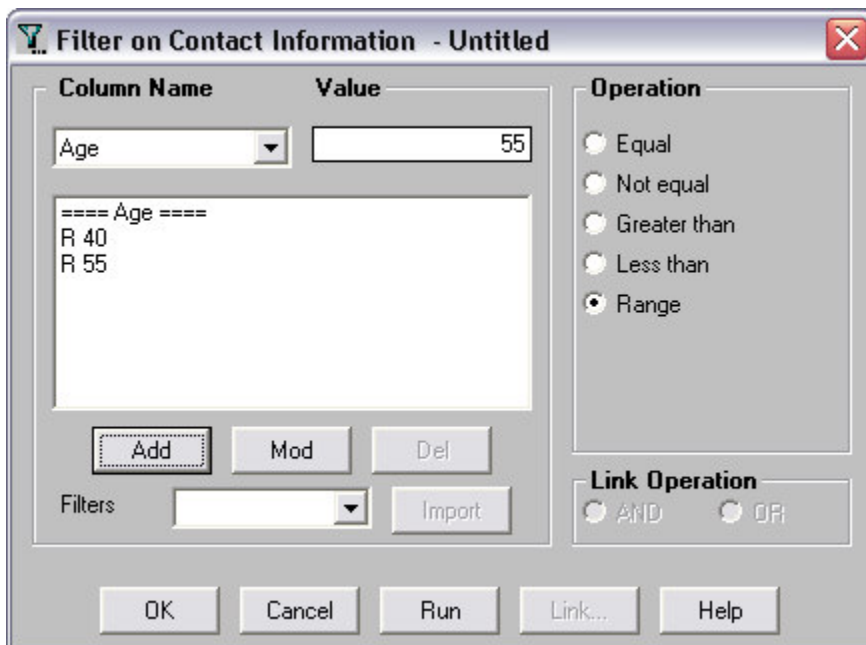 Filter on Contact Information - Untitled
Column Name
Value
Age
55
==== Age ====
R 40
R 55
Add
Mod
Del
Filters
Import
Operation
Equal
Not equal
Greater than
Less than
Range
Link Operation
AND
OR
OK
Cancel
Run
Link...
Help